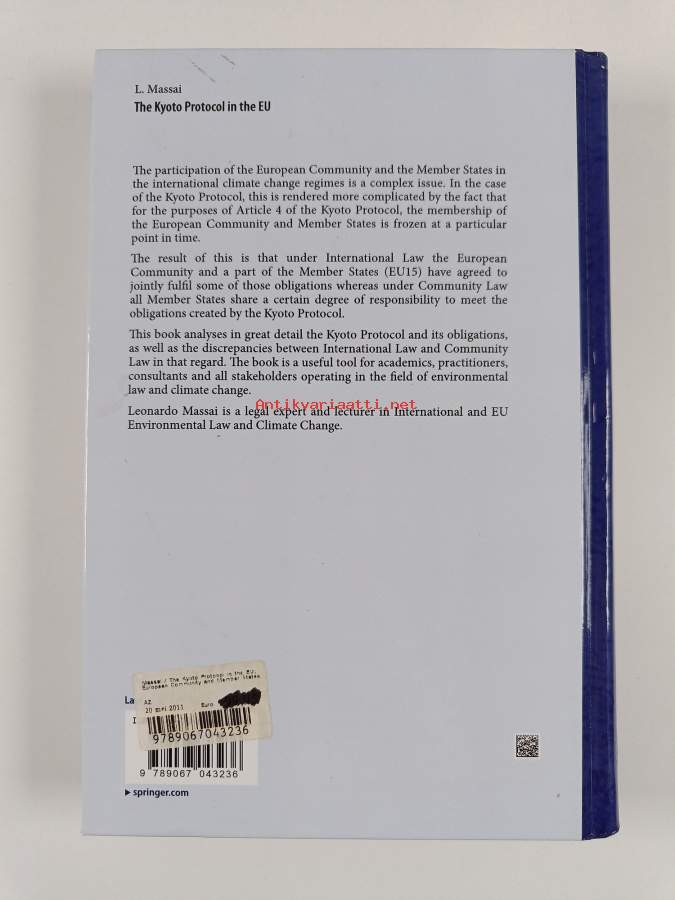 L. Massai
The Kyoto Protocol in the EU
The participation of the European Community and the Member States in
the international climate change regimes is a complex issue. In the case
of the Kyoto Protocol, this is rendered more complicated by the fact that
for the purposes of Article 4 of the Kyoto Protocol, the membership of
the European Community and Member States is frozen at a particular
point in time.
The result of this is that under International Law the European
Community and a part of the Member States (EU15) have agreed to
jointly fulfil some of those obligations whereas under Community Law
all Member States share a certain degree of responsibility to meet the
obligations created by the Kyoto Protocol.
This book analyses in great detail the Kyoto Protocol and its obligations,
as well as the discrepancies between International Law and Community
Law in that regard. The book is a useful tool for academics, practitioners,
consultants and all stakeholders operating in the field of environmental
law and climate change.
Antikvariaatti.net
Leonardo Massai is a legal expert and lecturer in International and EU
Environmental Law and Climate Change.
Massai / The Kyoto Protocol in the EU:
European Community and Member States
AZ
20 mei 2011 Euro
9789067043236
9 789067 043236
springer.com